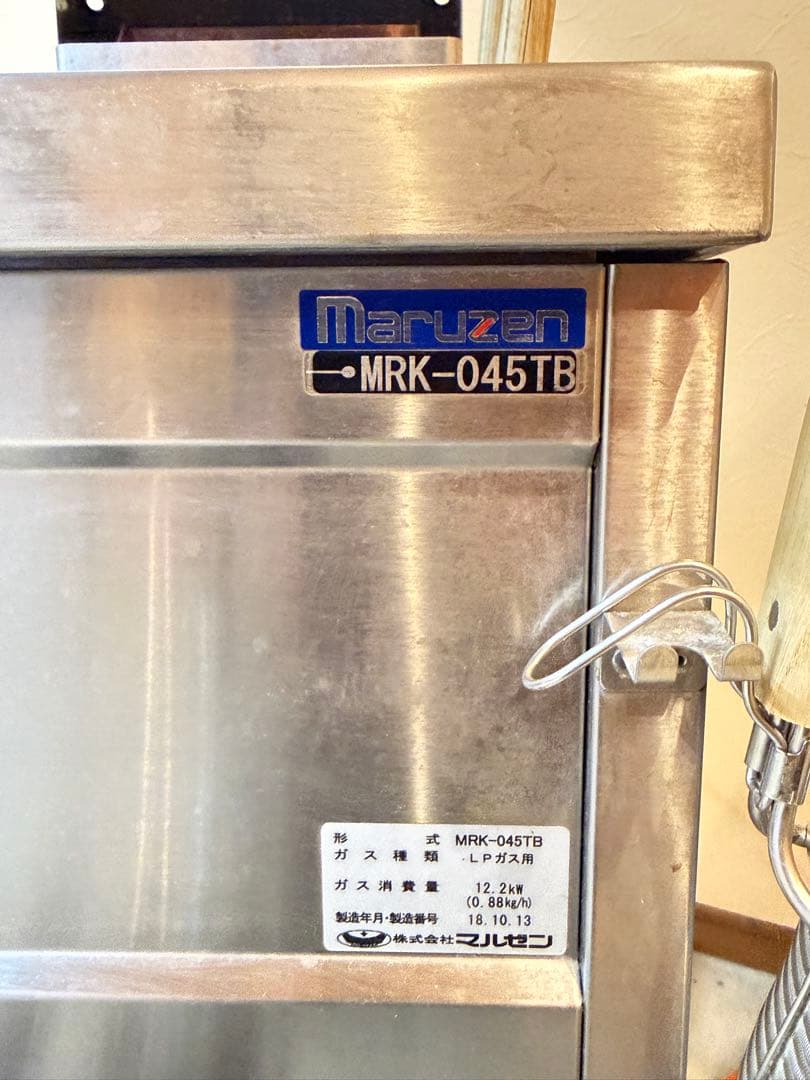 maruzen
MRK-045TB
形式 MRK-045TB
ガス種類 LPガス用
ガス消費量 12.2kW
(0.88kg/h)
製造年月・製造番号 18.10.13
株式会社マルゼン